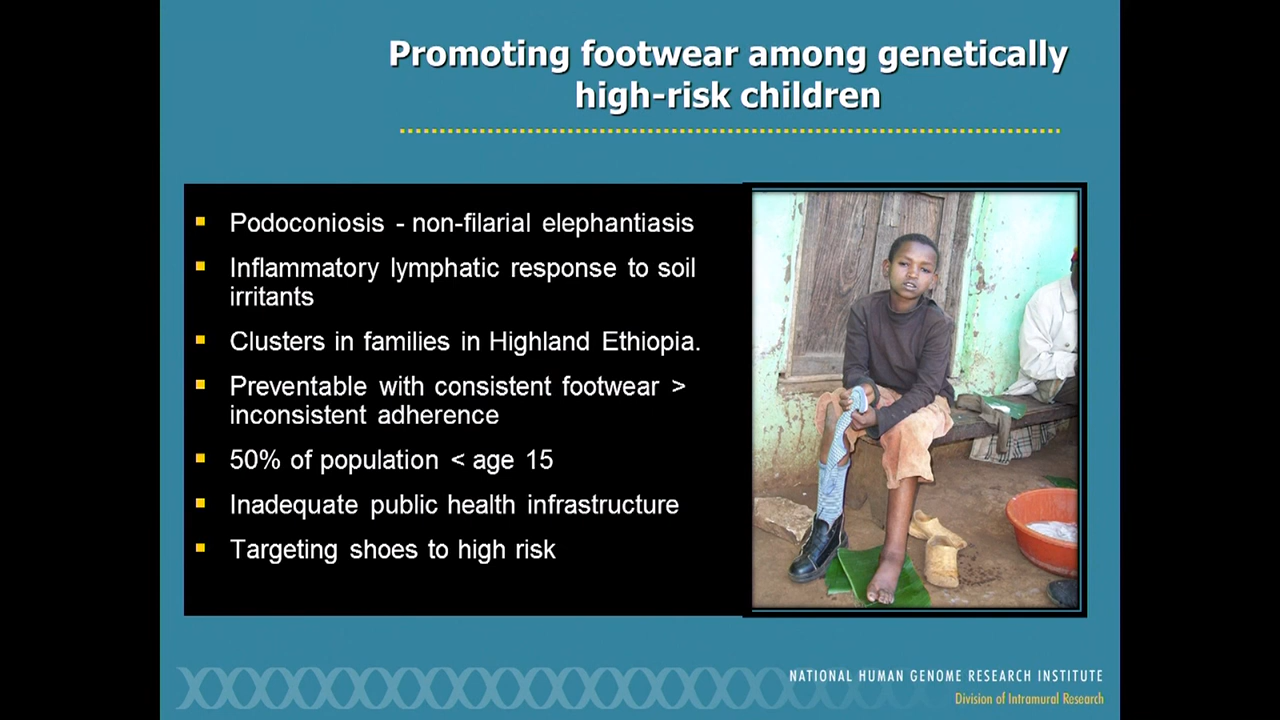 Promoting footwear among genetically
high-risk children
Podoconiosis - non-filarial elephantiasis
Inflammatory lymphatic response to soil
irritants
Clusters in families in Highland Ethiopia.
Preventable with consistent footwear >
inconsistent adherence
50% of population < age 15
Inadequate public health infrastructure
Targeting shoes to high risk
NATIONAL HUMAN GENOME RESEARCH INSTITUTE
Division of Intramural Research